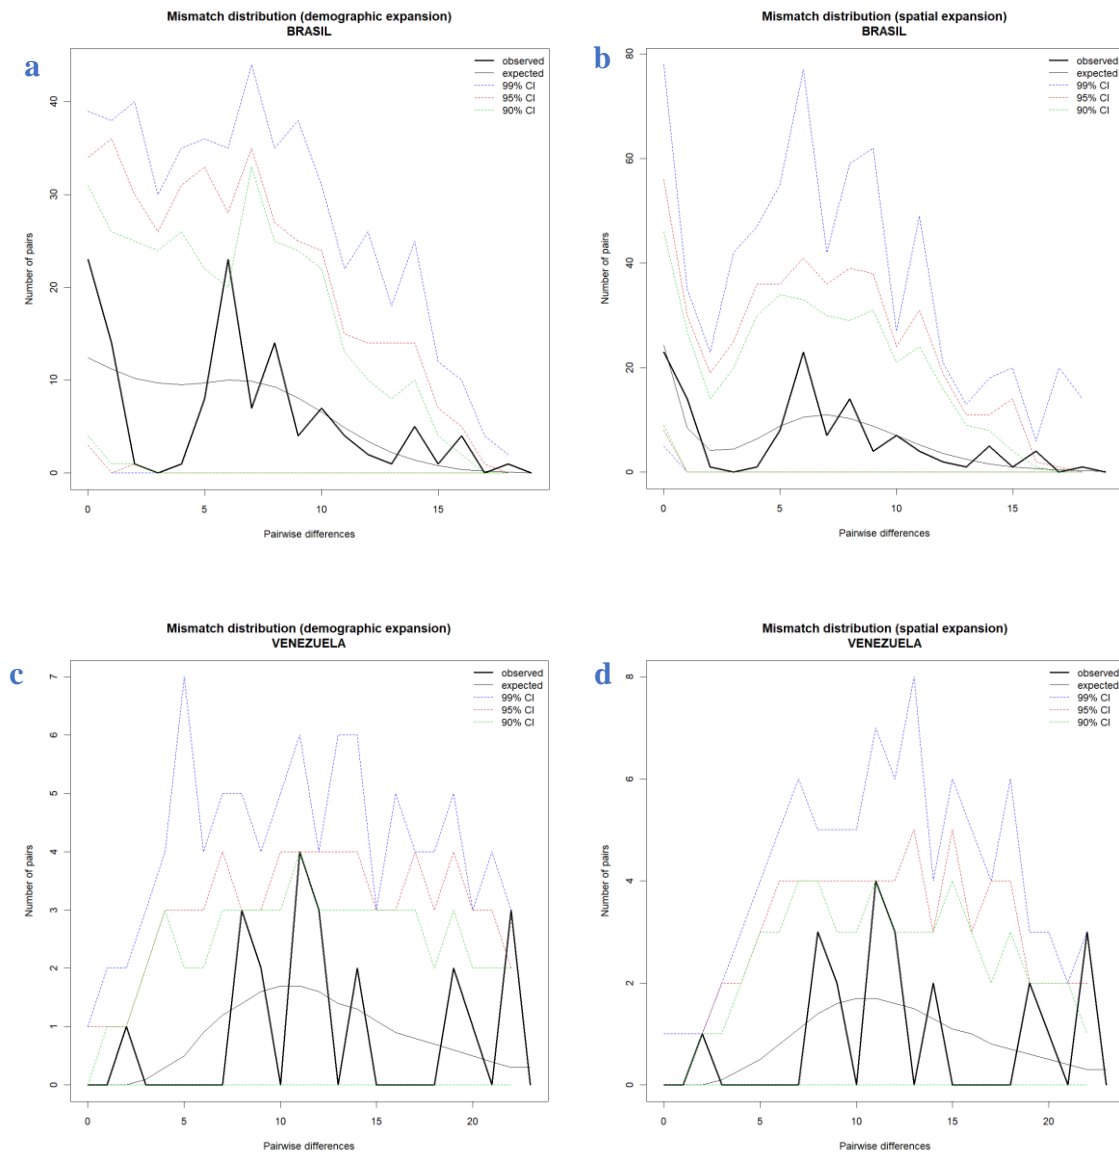 Mismatch distribution (demographic expansion)
BRASIL
a
observed
expected
99% CI
95% CI
90% CI
Number of pairs
0
10
20
30
40
0
5
10
15
Pairwise differences
Mismatch distribution (spatial expansion)
BRASIL
b
observed
expected
99% CI
95% CI
90% CI
Number of pairs
0
20
40
60
80
0
5
10
15
Pairwise differences
Mismatch distribution (demographic expansion)
VENEZUELA
c
observed
expected
99% CI
95% CI
90% CI
Number of pairs
0
1
2
3
4
5
6
7
0
5
10
15
20
Pairwise differences
Mismatch distribution (spatial expansion)
VENEZUELA
d
observed
expected
99% CI
95% CI
90% CI
Number of pairs
0
2
4
6
8
0
5
10
15
20
Pairwise differences